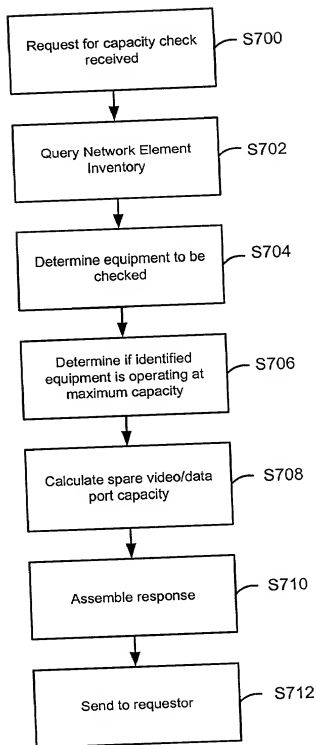 Request for capacity check
received
S700
Query Network Element
Inventory
S702
Determine equipment to be
checked
S704
Determine if identified
equipment is operating at
maximum capacity
S706
Calculate spare video/data
port capacity
S708
Assemble response
S710
Send to requestor
S712